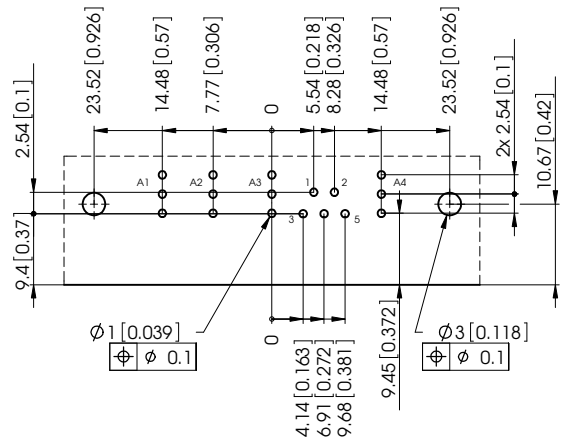 23.52 [0.926]
14.48 [0.57]
7.77 [0.306]
0
5.54 [0.218]
8.28 [0.326]
14.48 [0.57]
23.52 [0.926]
2.54 [0.1]
2x 2.54 [0.1]
10.67 [0.42]
A1
A2
A3
1
2
A4
3
5
9.4 [0.37]
9.45 [0.372]
Ø1 [0.039]
⌖ Ø 0.1
0
4.14 [0.163]
6.91 [0.272]
9.68 [0.381]
Ø3 [0.118]
⌖ Ø 0.1